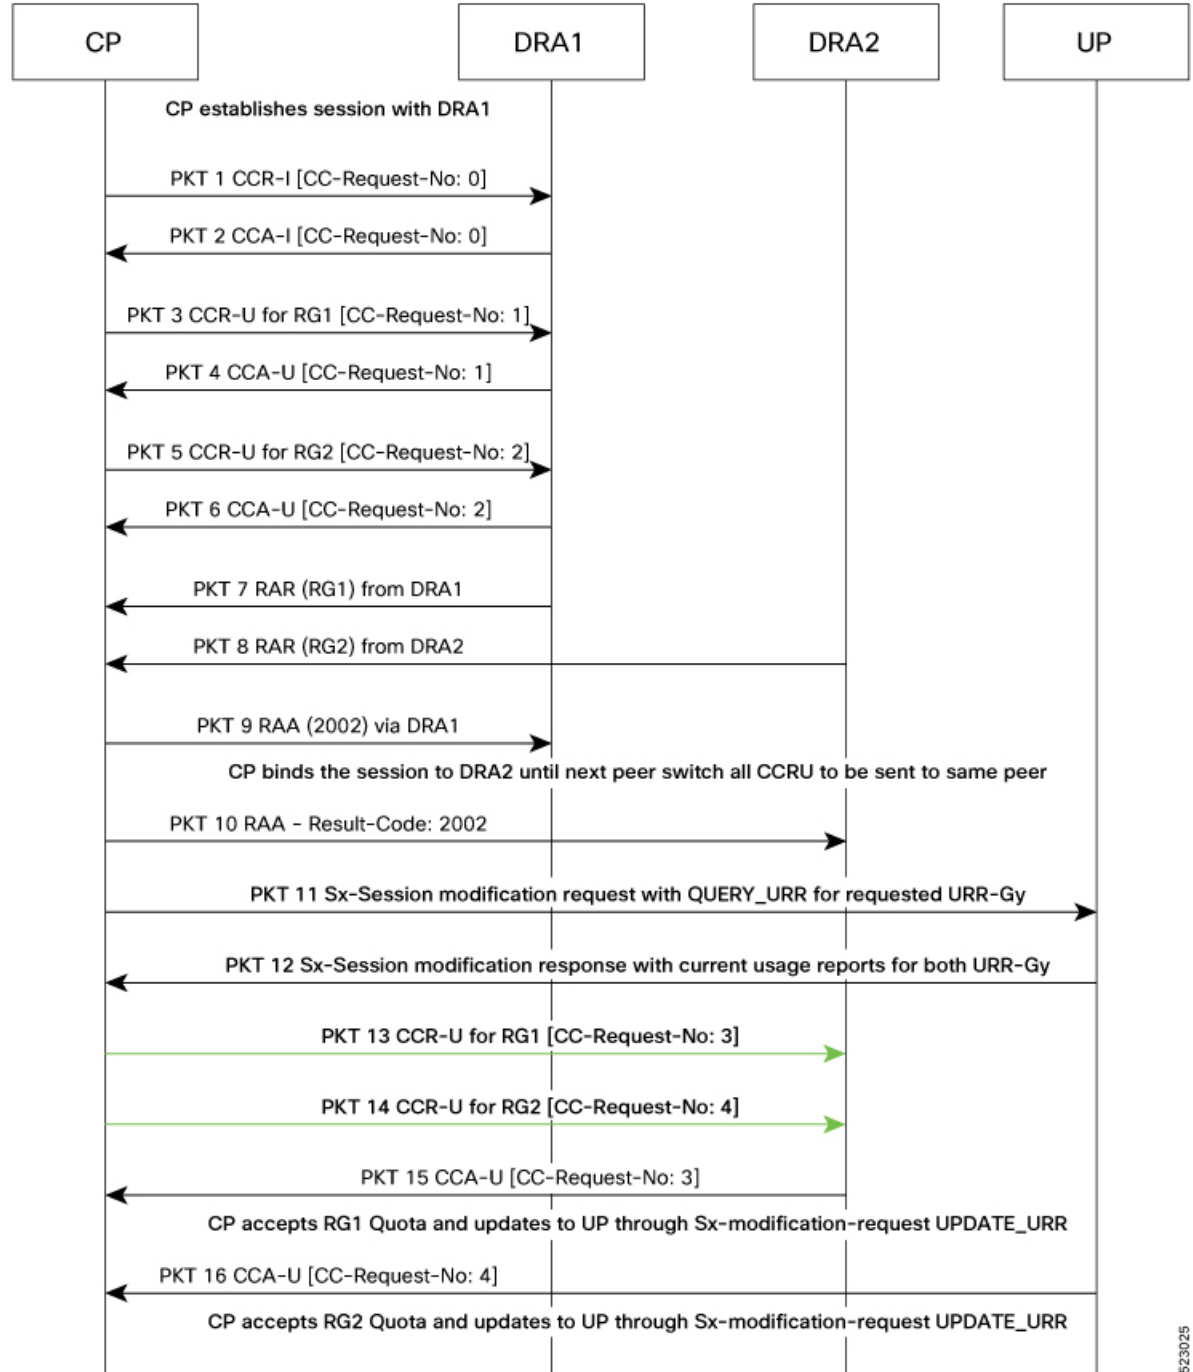 CP
DRA1
DRA2
UP
CP establishes session with DRA1
PKT 1 CCR-I [CC-Request-No: 0]
PKT 2 CCA-I [CC-Request-No: 0]
PKT 3 CCR-U for RG1 [CC-Request-No: 1]
PKT 4 CCA-U [CC-Request-No: 1]
PKT 5 CCR-U for RG2 [CC-Request-No: 2]
PKT 6 CCA-U [CC-Request-No: 2]
PKT 7 RAR (RG1) from DRA1
PKT 8 RAR (RG2) from DRA2
PKT 9 RAA (2002) via DRA1
CP binds the session to DRA2 until next peer switch all CCRU to be sent to same peer
PKT 10 RAA - Result-Code: 2002
PKT 11 Sx-Session modification request with QUERY_URR for requested URR-Gy
PKT 12 Sx-Session modification response with current usage reports for both URR-Gy
PKT 13 CCR-U for RG1 [CC-Request-No: 3]
PKT 14 CCR-U for RG2 [CC-Request-No: 4]
PKT 15 CCA-U [CC-Request-No: 3]
CP accepts RG1 Quota and updates to UP through Sx-modification-request UPDATE_URR
PKT 16 CCA-U [CC-Request-No: 4]
CP accepts RG2 Quota and updates to UP through Sx-modification-request UPDATE_URR
523025